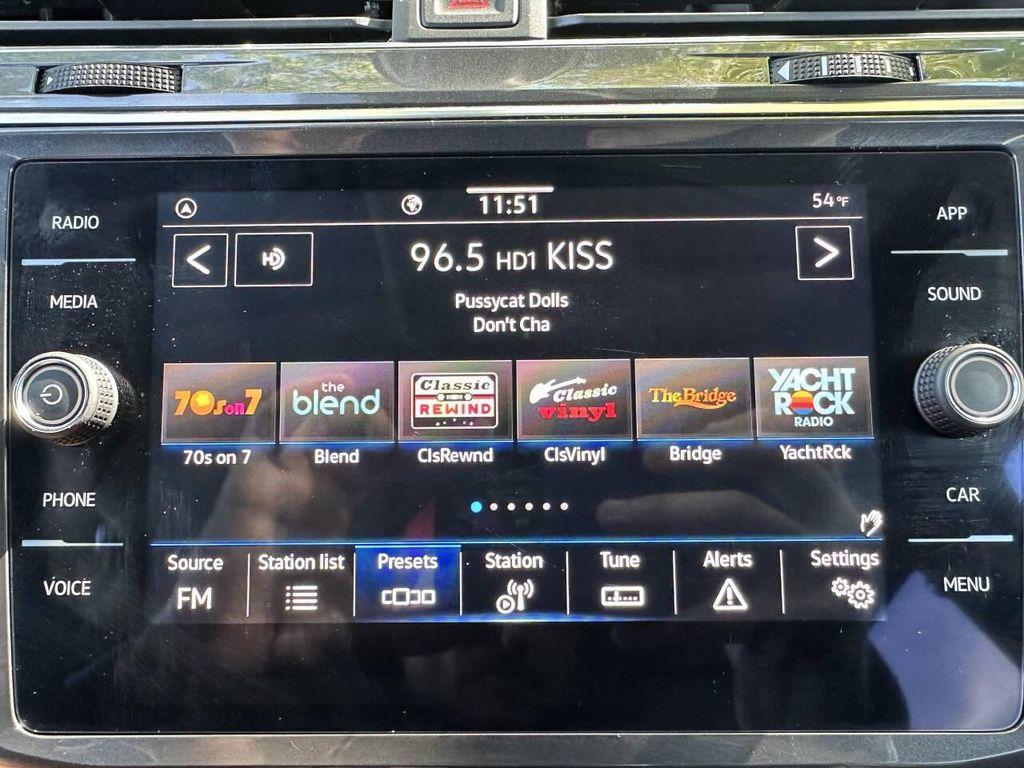 RADIO
MEDIA
PHONE
VOICE
11:51
54°F
96.5 HD1 KISS
Pussycat Dolls
Don't Cha
70s on 7
the blend
Classic REWIND
Classic vinyl
The Bridge
YACHT ROCK RADIO
70s on 7
Blend
ClsRewnd
ClsVinyl
Bridge
YachtRck
Source
FM
Station list
Presets
Station
Tune
Alerts
Settings
APP
SOUND
CAR
MENU